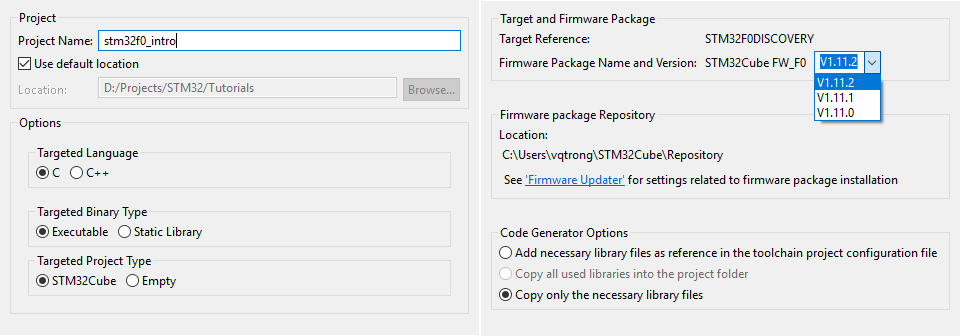 Project
Project Name: stm32f0_intro
Use default location
Location: D:/Projects/STM32/Tutorials Browse...
Options
Targeted Language
C C++
Targeted Binary Type
Executable Static Library
Targeted Project Type
STM32Cube Empty
Target and Firmware Package
Target Reference: STM32F0DISCOVERY
Firmware Package Name and Version: STM32Cube FW_F0 V1.11.2
V1.11.2
V1.11.1
V1.11.0
Firmware package Repository
Location:
C:\Users\vqtrong\STM32Cube\Repository
See 'Firmware Updater' for settings related to firmware package installation
Code Generator Options
Add necessary library files as reference in the toolchain project configuration file
Copy all used libraries into the project folder
Copy only the necessary library files